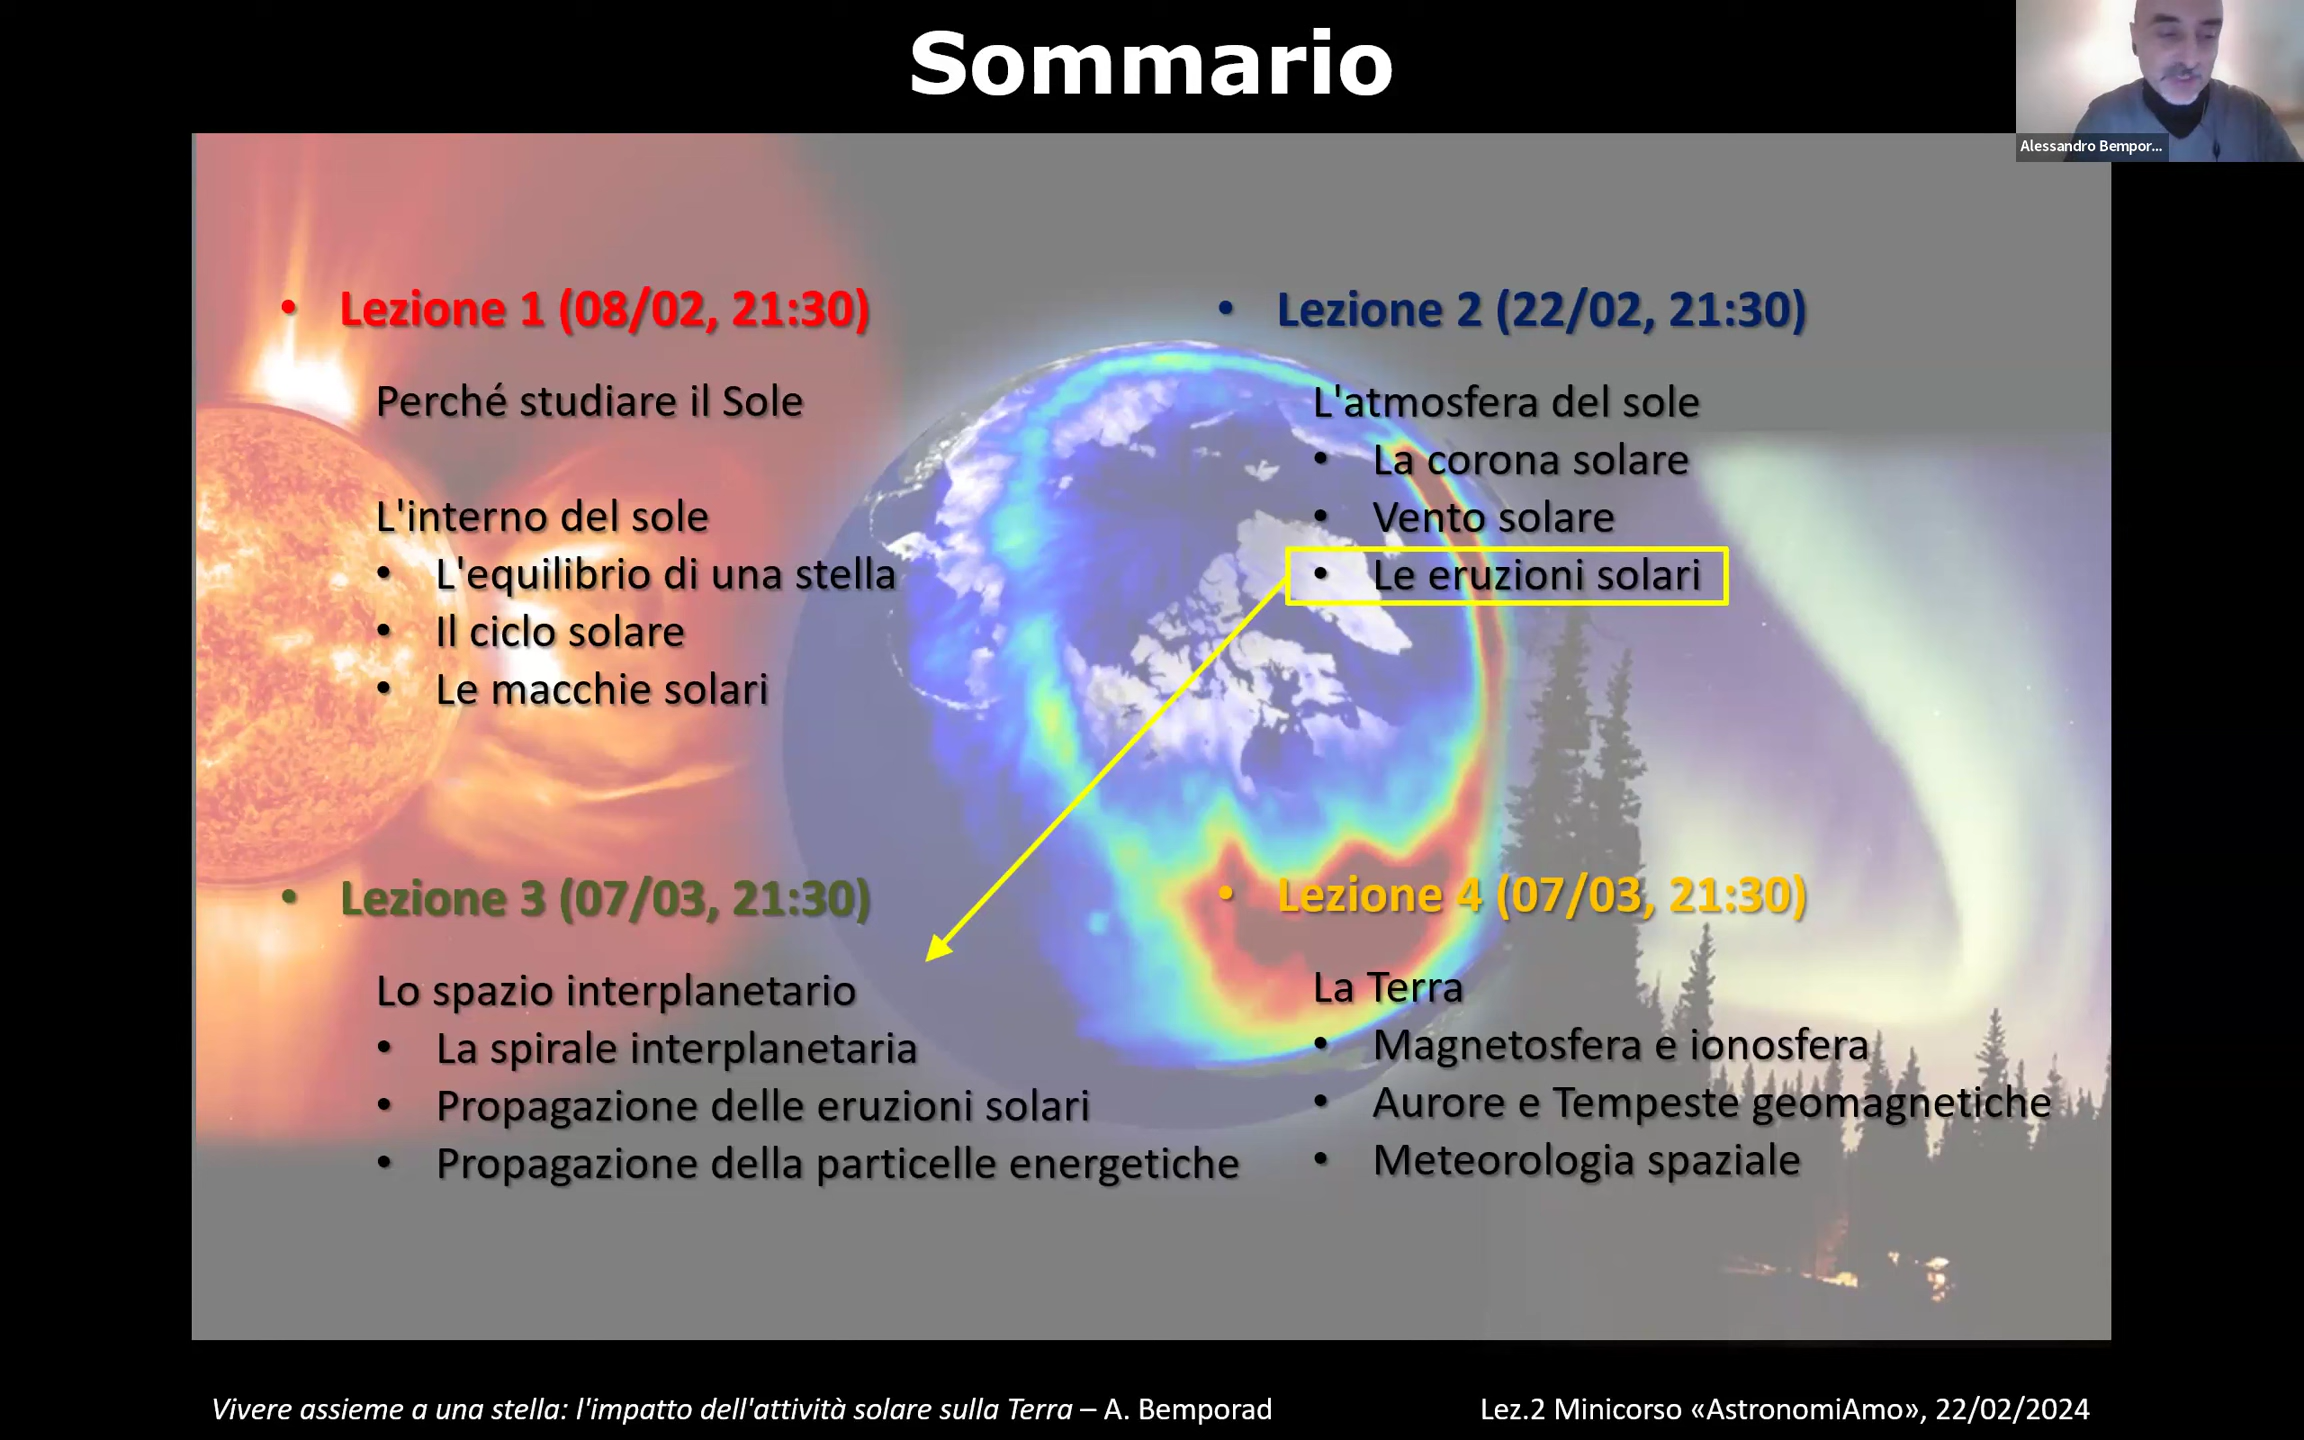 Sommario
Alessandro Bempor...
• Lezione 1 (08/02, 21:30)
Perché studiare il Sole
L'interno del sole
• L'equilibrio di una stella
• Il ciclo solare
• Le macchie solari
• Lezione 2 (22/02, 21:30)
L'atmosfera del sole
• La corona solare
• Vento solare
• Le eruzioni solari
• Lezione 3 (07/03, 21:30)
Lo spazio interplanetario
• La spirale interplanetaria
• Propagazione delle eruzioni solari
• Propagazione della particelle energetiche
• Lezione 4 (07/03, 21:30)
La Terra
• Magnetosfera e ionosfera
• Aurore e Tempeste geomagnetiche
• Meteorologia spaziale
Vivere assieme a una stella: l'impatto dell'attività solare sulla Terra – A. Bemporad
Lez.2 Minicorso «AstronomiAmo», 22/02/2024